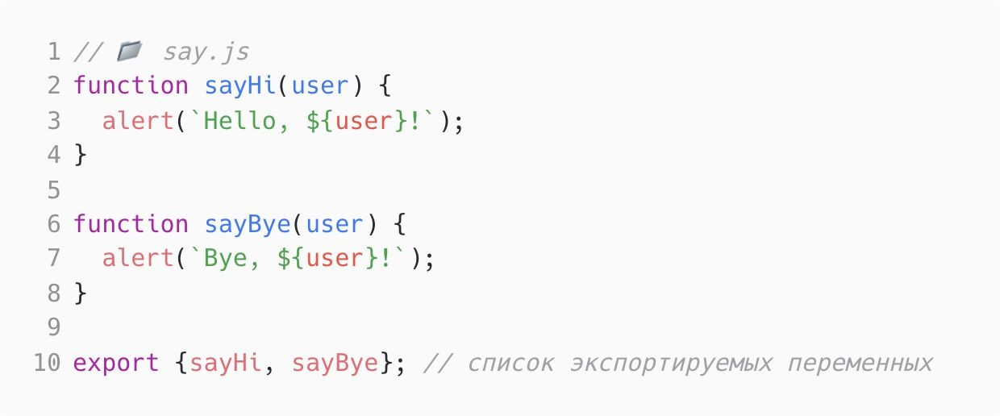 1 // 📁 say.js
2 function sayHi(user) {
3   alert(`Hello, ${user}!`);
4 }
5
6 function sayBye(user) {
7   alert(`Bye, ${user}!`);
8 }
9
10 export {sayHi, sayBye}; // список экспортируемых переменных